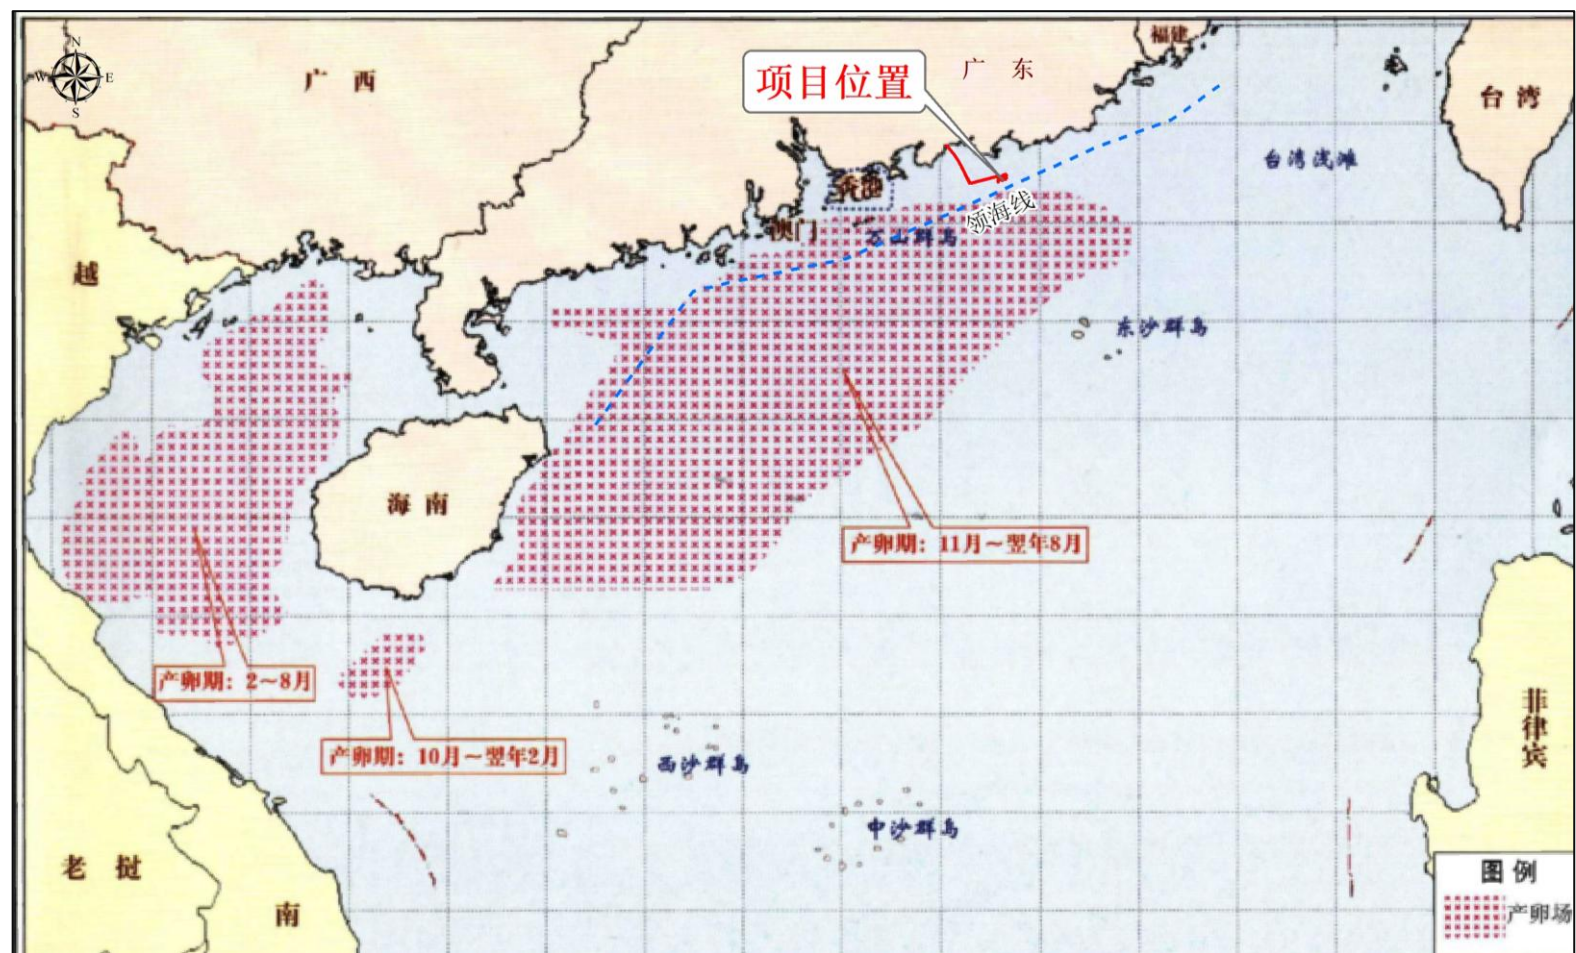 N
W
E
S
福建
广 西
广 东
项目位置
台 湾
台湾浅滩
香港
领海线
澳门
万山群岛
越
东沙群岛
海 南
产卵期：11月～翌年8月
产卵期：2～8月
产卵期：10月～翌年2月
西沙群岛
菲律宾
中沙群岛
老 挝
南
图 例
产卵场